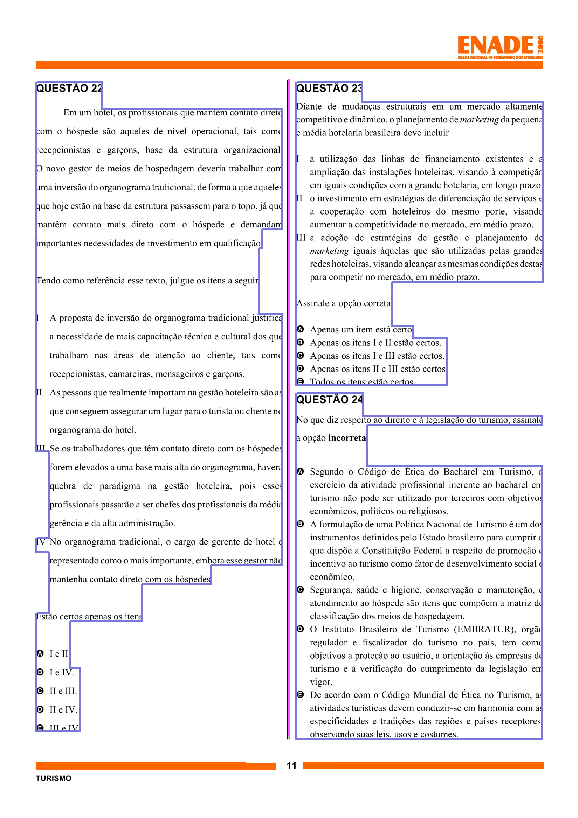 ENADE
QUESTÃO 22
Em um hotel, os profissionais que mantêm contato direto
com o hóspede são aqueles de nível operacional, tais como
recepcionistas e garçons, base da estrutura organizacional.
O novo gestor de meios de hospedagem deveria trabalhar com
uma inversão do organograma tradicional, de forma a que aqueles
que hoje estão na base da estrutura passassem para o topo, já que
mantêm contato mais direto com o hóspede e demandam
importantes necessidades de investimento em qualificação.
Tendo como referência esse texto, julgue os itens a seguir.
I A proposta de inversão do organograma tradicional justifica
a necessidade de mais capacitação técnica e cultural dos que
trabalham nas áreas de atenção ao cliente, tais como
recepcionistas, camareiras, mensageiros e garçons.
II As pessoas que realmente importam na gestão hoteleira são as
que conseguem assegurar um lugar para o turista ou cliente no
organograma do hotel.
III Se os trabalhadores que têm contato direto com os hóspedes
forem elevados a uma base mais alta do organograma, haverá
quebra de paradigma na gestão hoteleira, pois esses
profissionais passarão a ser chefes dos profissionais da média
gerência e da alta administração.
IV No organograma tradicional, o cargo de gerente de hotel é
representado como o mais importante, embora esse gestor não
mantenha contato direto com os hóspedes.
Estão certos apenas os itens
A I e II.
B I e IV.
C II e III.
D II e IV.
E III e IV.
QUESTÃO 23
Diante de mudanças estruturais em um mercado altamente
competitivo e dinâmico, o planejamento de marketing da pequena
e média hotelaria brasileira deve incluir
I a utilização das linhas de financiamento existentes e a
ampliação das instalações hoteleiras, visando à competição
em iguais condições com a grande hotelaria, em longo prazo.
II o investimento em estratégias de diferenciação de serviços e
a cooperação com hoteleiros do mesmo porte, visando
aumentar a competitividade no mercado, em médio prazo.
III a adoção de estratégias de gestão e planejamento de
marketing iguais àquelas que são utilizadas pelas grandes
redes hoteleiras, visando alcançar as mesmas condições destas
para competir no mercado, em médio prazo.
Assinale a opção correta.
A Apenas um item está certo.
B Apenas os itens I e II estão certos.
C Apenas os itens I e III estão certos.
D Apenas os itens II e III estão certos.
E Todos os itens estão certos.
QUESTÃO 24
No que diz respeito ao direito e à legislação do turismo, assinale
a opção incorreta.
A Segundo o Código de Ética do Bacharel em Turismo, o
exercício da atividade profissional inerente ao bacharel em
turismo não pode ser utilizado por terceiros com objetivos
econômicos, políticos ou religiosos.
B A formulação de uma Política Nacional de Turismo é um dos
instrumentos definidos pelo Estado brasileiro para cumprir o
que dispõe a Constituição Federal a respeito de promoção e
incentivo ao turismo como fator de desenvolvimento social e
econômico.
C Segurança, saúde e higiene, conservação e manutenção, e
atendimento ao hóspede são itens que compõem a matriz de
classificação dos meios de hospedagem.
D O Instituto Brasileiro de Turismo (EMBRATUR), órgão
regulador e fiscalizador do turismo no país, tem como
objetivos a proteção ao usuário, a orientação às empresas de
turismo e a verificação do cumprimento da legislação em
vigor.
E De acordo com o Código Mundial de Ética no Turismo, as
atividades turísticas devem conduzir-se em harmonia com as
especificidades e tradições das regiões e países receptores,
observando suas leis, usos e costumes.
11
TURISMO